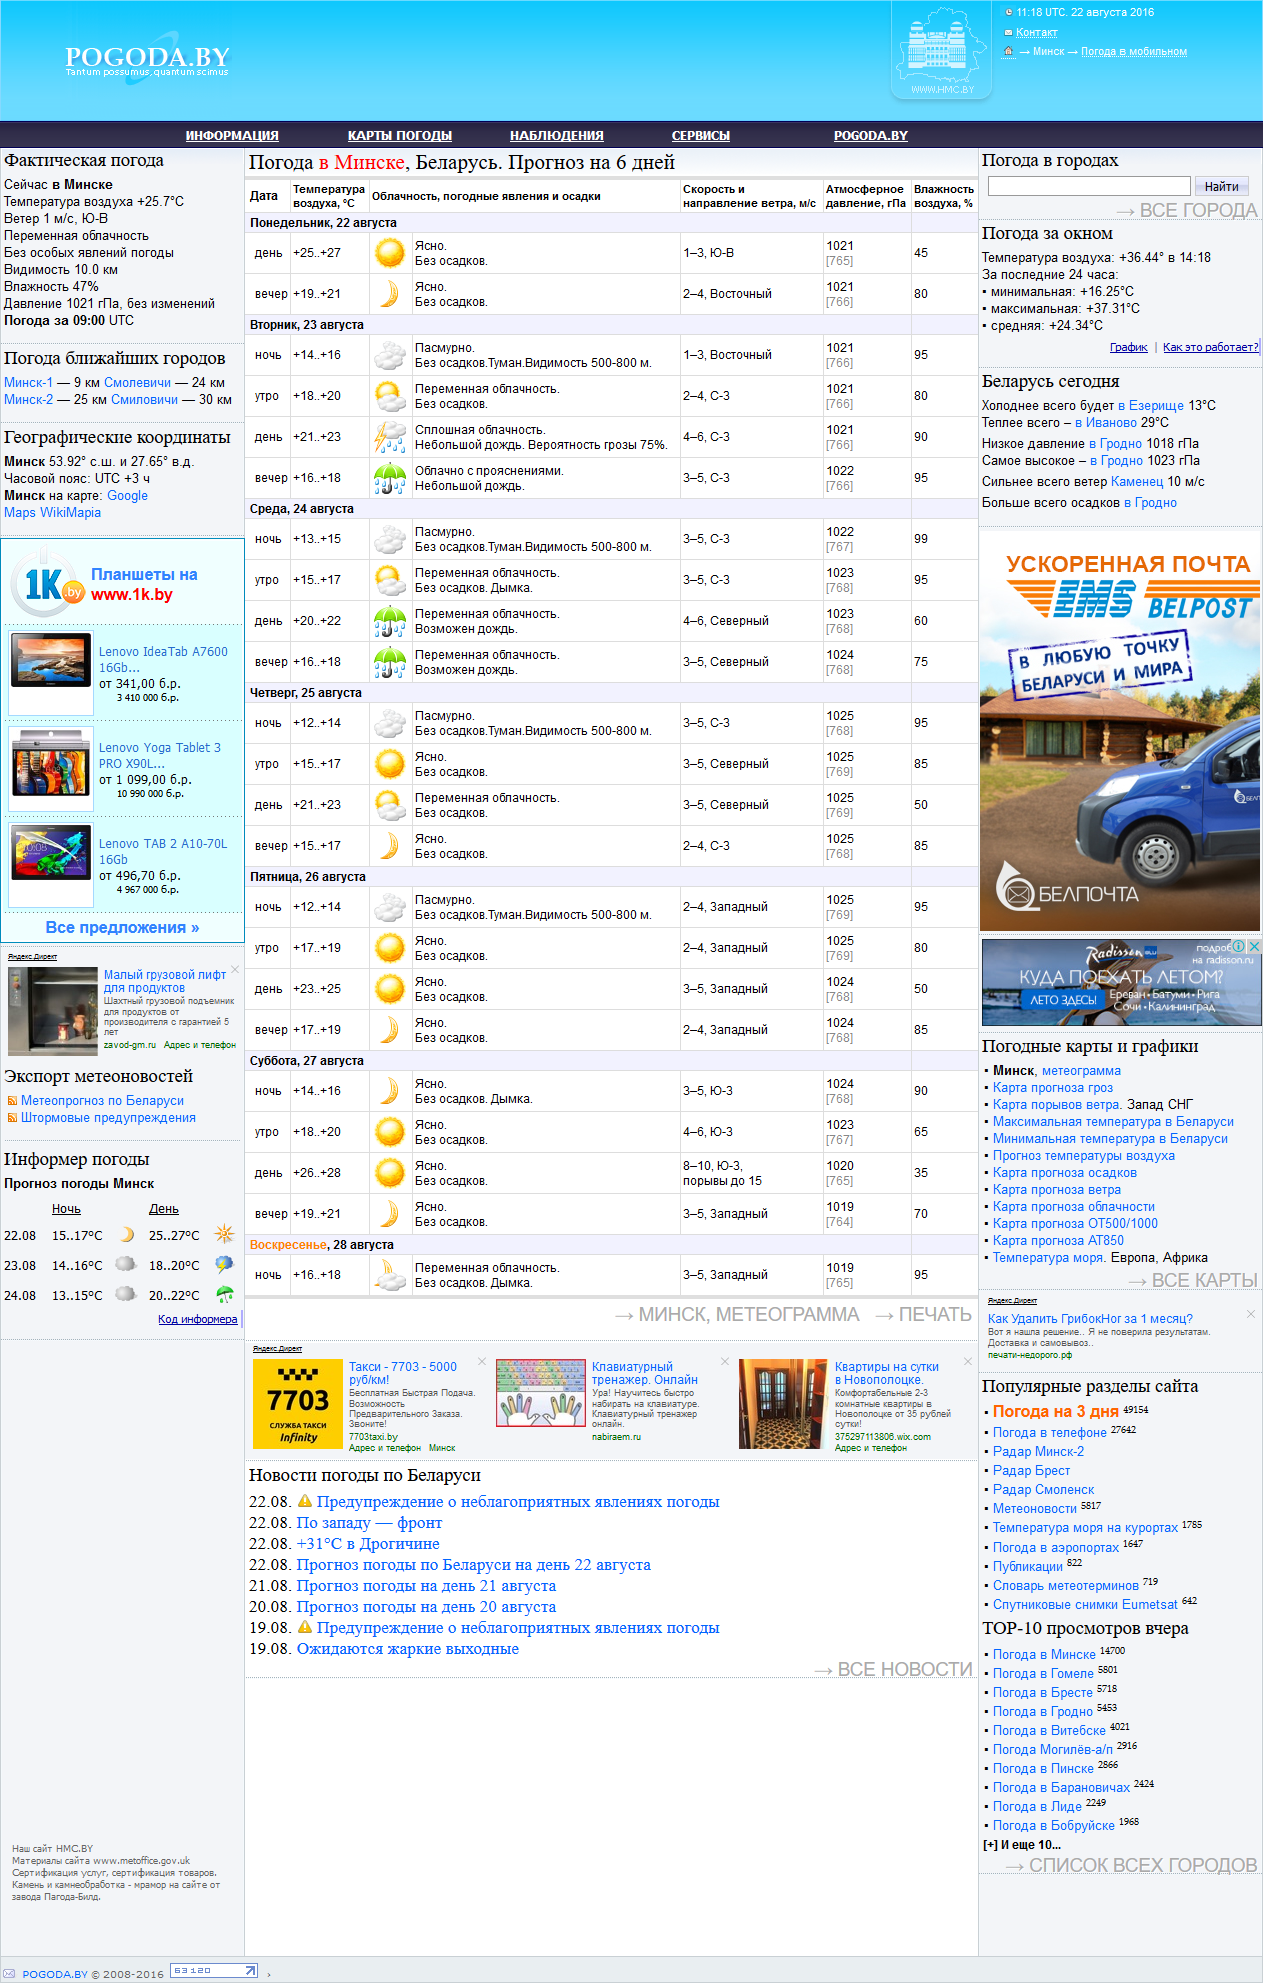 POGODA.BY
Tantum possumus, quantum scimus
WWW.HMC.BY
11:18 UTC. 22 августа 2016
Контакт
→ Минск → Погода в мобильном
ИНФОРМАЦИЯ
КАРТЫ ПОГОДЫ
НАБЛЮДЕНИЯ
СЕРВИСЫ
POGODA.BY
Фактическая погода
Сейчас в Минске
Температура воздуха +25.7°C
Ветер 1 м/с, Ю-В
Переменная облачность
Без особых явлений погоды
Видимость 10.0 км
Влажность 47%
Давление 1021 гПа, без изменений
Погода за 09:00 UTC
Погода ближайших городов
Минск-1 — 9 км Смолевичи — 24 км
Минск-2 — 25 км Смиловичи — 30 км
Географические координаты
Минск 53.92° с.ш. и 27.65° в.д.
Часовой пояс: UTC +3 ч
Минск на карте: Google
Maps WikiMapia
1K.by
Планшеты на
www.1k.by
Lenovo IdeaTab A7600
16Gb...
от 341,00 б.р.
3 410 000 б.р.
Lenovo Yoga Tablet 3
PRO X90L...
от 1 099,00 б.р.
10 990 000 б.р.
Lenovo TAB 2 A10-70L
16Gb
от 496,70 б.р.
4 967 000 б.р.
Все предложения »
Яндекс.Директ
Малый грузовой лифт
для продуктов
Шахтный грузовой подъемник
для продуктов от
производителя с гарантией 5
лет
zavod-gm.ru Адрес и телефон
Экспорт метеоновостей
Метеопрогноз по Беларуси
Штормовые предупреждения
Информер погоды
Прогноз погоды Минск
Ночь День
22.08 15..17°C 25..27°C
23.08 14..16°C 18..20°C
24.08 13..15°C 20..22°C
Код информера
Наш сайт HMC.BY
Материалы сайта www.metoffice.gov.uk
Сертификация услуг, сертификация товаров.
Камень и камнеобработка - мрамор на сайте от
завода Пагода-Билд.
Погода в Минске, Беларусь. Прогноз на 6 дней
Дата
Температура
воздуха, °C
Облачность, погодные явления и осадки
Скорость и
направление ветра, м/с
Атмосферное
давление, гПа
Влажность
воздуха, %
Понедельник, 22 августа
день +25..+27 Ясно. Без осадков. 1–3, Ю-В 1021 [765] 45
вечер +19..+21 Ясно. Без осадков. 2–4, Восточный 1021 [766] 80
Вторник, 23 августа
ночь +14..+16 Пасмурно. Без осадков.Туман.Видимость 500-800 м. 1–3, Восточный 1021 [766] 95
утро +18..+20 Переменная облачность. Без осадков. 2–4, С-З 1021 [766] 80
день +21..+23 Сплошная облачность. Небольшой дождь. Вероятность грозы 75%. 4–6, С-З 1021 [766] 90
вечер +16..+18 Облачно с прояснениями. Небольшой дождь. 3–5, С-З 1022 [766] 95
Среда, 24 августа
ночь +13..+15 Пасмурно. Без осадков.Туман.Видимость 500-800 м. 3–5, С-З 1022 [767] 99
утро +15..+17 Переменная облачность. Без осадков. Дымка. 3–5, С-З 1023 [768] 95
день +20..+22 Переменная облачность. Возможен дождь. 4–6, Северный 1023 [768] 60
вечер +16..+18 Переменная облачность. Возможен дождь. 3–5, Северный 1024 [768] 75
Четверг, 25 августа
ночь +12..+14 Пасмурно. Без осадков.Туман.Видимость 500-800 м. 3–5, С-З 1025 [768] 95
утро +15..+17 Ясно. Без осадков. 3–5, Северный 1025 [769] 85
день +21..+23 Переменная облачность. Без осадков. 3–5, Северный 1025 [769] 50
вечер +15..+17 Ясно. Без осадков. 2–4, С-З 1025 [768] 85
Пятница, 26 августа
ночь +12..+14 Пасмурно. Без осадков.Туман.Видимость 500-800 м. 2–4, Западный 1025 [769] 95
утро +17..+19 Ясно. Без осадков. 2–4, Западный 1025 [769] 80
день +23..+25 Ясно. Без осадков. 3–5, Западный 1024 [768] 50
вечер +17..+19 Ясно. Без осадков. 2–4, Западный 1024 [768] 85
Суббота, 27 августа
ночь +14..+16 Ясно. Без осадков. Дымка. 3–5, Ю-З 1024 [768] 90
утро +18..+20 Ясно. Без осадков. 4–6, Ю-З 1023 [767] 65
день +26..+28 Ясно. Без осадков. 8–10, Ю-З, порывы до 15 1020 [765] 35
вечер +19..+21 Ясно. Без осадков. 3–5, Западный 1019 [764] 70
Воскресенье, 28 августа
ночь +16..+18 Переменная облачность. Без осадков. Дымка. 3–5, Западный 1019 [765] 95
→ МИНСК, МЕТЕОГРАММА → ПЕЧАТЬ
Яндекс.Директ
7703
СЛУЖБА ТАКСИ
Infinity
Такси - 7703 - 5000
руб/км!
Бесплатная Быстрая Подача.
Возможность
Предварительного Заказа.
Звоните!
7703taxi.by
Адрес и телефон Минск
Клавиатурный
тренажер. Онлайн
Ура! Научитесь быстро
набирать на клавиатуре.
Клавиатурный тренажер
онлайн.
nabiraem.ru
Квартиры на сутки
в Новополоцке.
Комфортабельные 2-3
комнатные квартиры в
Новополоцке от 35 рублей
сутки!
375297113806.wix.com
Адрес и телефон
Новости погоды по Беларуси
22.08. Предупреждение о неблагоприятных явлениях погоды
22.08. По западу — фронт
22.08. +31°C в Дрогичине
22.08. Прогноз погоды по Беларуси на день 22 августа
21.08. Прогноз погоды на день 21 августа
20.08. Прогноз погоды на день 20 августа
19.08. Предупреждение о неблагоприятных явлениях погоды
19.08. Ожидаются жаркие выходные
→ ВСЕ НОВОСТИ
Погода в городах
Найти
→ ВСЕ ГОРОДА
Погода за окном
Температура воздуха: +36.44° в 14:18
За последние 24 часа:
▪ минимальная: +16.25°C
▪ максимальная: +37.31°C
▪ средняя: +24.34°C
График | Как это работает?
Беларусь сегодня
Холоднее всего будет в Езерище 13°C
Теплее всего – в Иваново 29°C
Низкое давление в Гродно 1018 гПа
Самое высокое – в Гродно 1023 гПа
Сильнее всего ветер Каменец 10 м/с
Больше всего осадков в Гродно
УСКОРЕННАЯ ПОЧТА
EMS BELPOST
В ЛЮБУЮ ТОЧКУ
БЕЛАРУСИ И МИРА
БЕЛПОЧТА
Radisson BLU
подроб
на radisson.ru
КУДА ПОЕХАТЬ ЛЕТОМ?
ЛЕТО ЗДЕСЬ!
Ереван · Батуми · Рига
Сочи · Калининград
Погодные карты и графики
▪ Минск, метеограмма
▪ Карта прогноза гроз
▪ Карта порывов ветра. Запад СНГ
▪ Максимальная температура в Беларуси
▪ Минимальная температура в Беларуси
▪ Прогноз температуры воздуха
▪ Карта прогноза осадков
▪ Карта прогноза ветра
▪ Карта прогноза облачности
▪ Карта прогноза ОТ500/1000
▪ Карта прогноза АТ850
▪ Температура моря. Европа, Африка
→ ВСЕ КАРТЫ
Яндекс.Директ
Как Удалить ГрибокНог за 1 месяц?
Вот я нашла решение.. Я не поверила результатам.
Доставка и самовывоз..
печати-недорого.рф
Популярные разделы сайта
▪ Погода на 3 дня 49154
▪ Погода в телефоне 27642
▪ Радар Минск-2
▪ Радар Брест
▪ Радар Смоленск
▪ Метеоновости 5817
▪ Температура моря на курортах 1785
▪ Погода в аэропортах 1647
▪ Публикации 822
▪ Словарь метеотерминов 719
▪ Спутниковые снимки Eumetsat 642
TOP-10 просмотров вчера
▪ Погода в Минске 14700
▪ Погода в Гомеле 5801
▪ Погода в Бресте 5718
▪ Погода в Гродно 5453
▪ Погода в Витебске 4021
▪ Погода Могилёв-а/п 2916
▪ Погода в Пинске 2866
▪ Погода в Барановичах 2424
▪ Погода в Лиде 2249
▪ Погода в Бобруйске 1968
[+] И еще 10...
→ СПИСОК ВСЕХ ГОРОДОВ
POGODA.BY © 2008-2016 63 120 ›